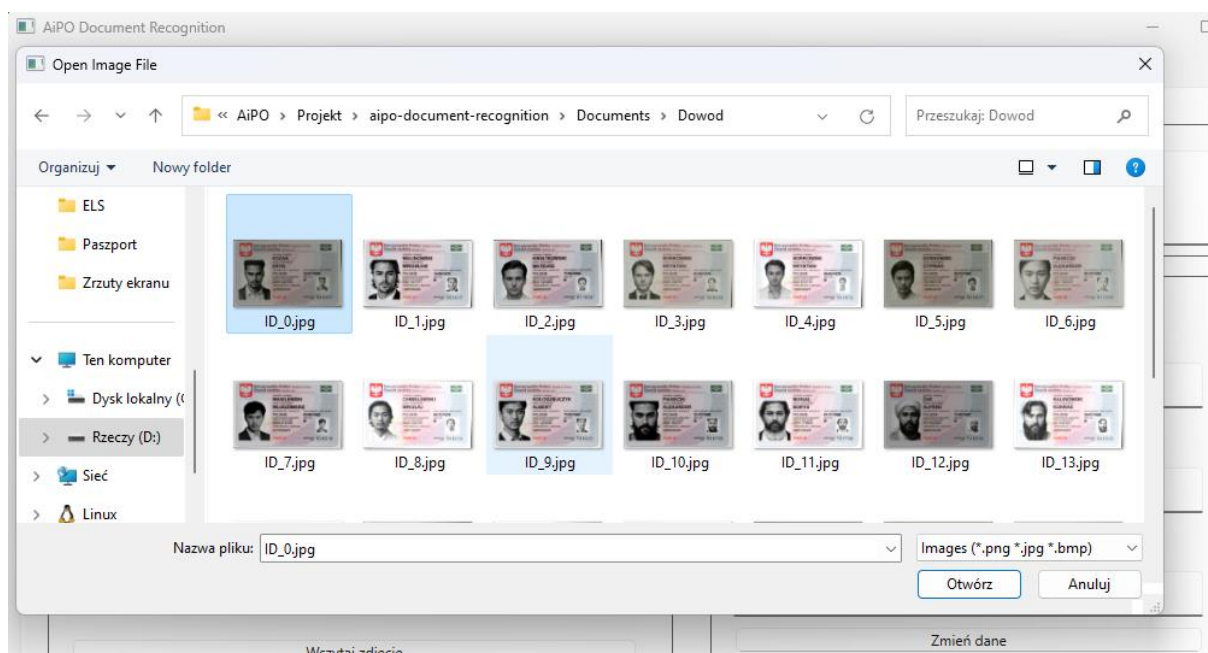 AiPO Document Recognition
Open Image File
« AiPO > Projekt > aipo-document-recognition > Documents > Dowod
Przeszukaj: Dowod
Organizuj
Nowy folder
ELS
Paszport
Zrzuty ekranu
Ten komputer
Dysk lokalny (
Rzeczy (D:)
Sieć
Linux
ID_0.jpg
ID_1.jpg
ID_2.jpg
ID_3.jpg
ID_4.jpg
ID_5.jpg
ID_6.jpg
ID_7.jpg
ID_8.jpg
ID_9.jpg
ID_10.jpg
ID_11.jpg
ID_12.jpg
ID_13.jpg
Nazwa pliku: ID_0.jpg
Images (*.png *.jpg *.bmp)
Otwórz
Anuluj
Wczytaj zdjęcie
Zmień dane